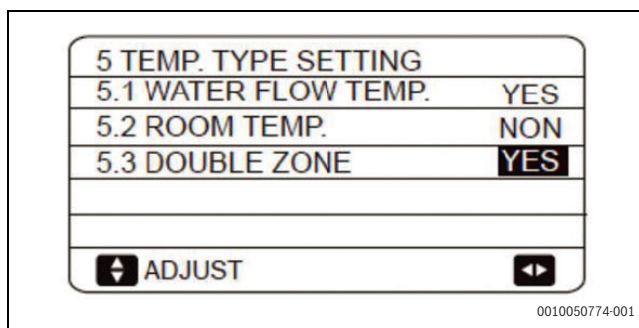 5 TEMP. TYPE SETTING
5.1 WATER FLOW TEMP. YES
5.2 ROOM TEMP. NON
5.3 DOUBLE ZONE YES
ADJUST
0010050774-001